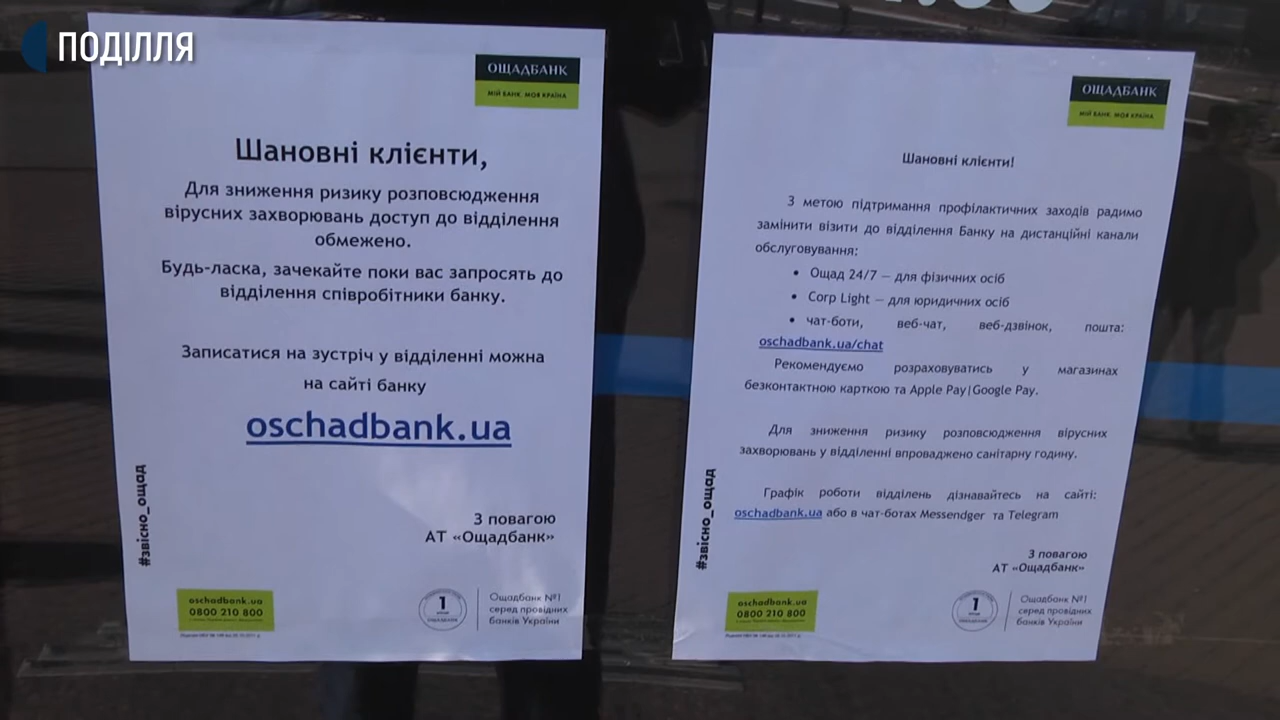 ПОДІЛЛЯ
ОЩАДБАНК
МІЙ БАНК. МОЯ КРАЇНА
Шановні клієнти,
Для зниження ризику розповсюдження
вірусних захворювань доступ до відділення
обмежено.
Будь-ласка, зачекайте поки вас запросять до
відділення співробітники банку.
Записатися на зустріч у відділенні можна
на сайті банку
oschadbank.ua
#звісно_ощад
З повагою
АТ «Ощадбанк»
oschadbank.ua
0800 210 800
1
ОЩАДБАНК
Ощадбанк №1
серед провідних
банків України
ОЩАДБАНК
МІЙ БАНК. МОЯ КРАЇНА
Шановні клієнти!
З метою підтримання профілактичних заходів радимо
замінити візити до відділення Банку на дистанційні канали
обслуговування:
• Ощад 24/7 — для фізичних осіб
• Corp Light — для юридичних осіб
• чат-боти, веб-чат, веб-дзвінок, пошта:
oschadbank.ua/chat
Рекомендуємо розраховуватись у магазинах
безконтактною карткою та Apple Pay|Google Pay.
Для зниження ризику розповсюдження вірусних
захворювань у відділенні впроваджено санітарну годину.
Графік роботи відділень дізнавайтесь на сайті:
oschadbank.ua або в чат-ботах Messendger та Telegram
#звісно_ощад
З повагою
АТ «Ощадбанк»
oschadbank.ua
0800 210 800
1
ОЩАДБАНК
Ощадбанк №1
серед провідних
банків України